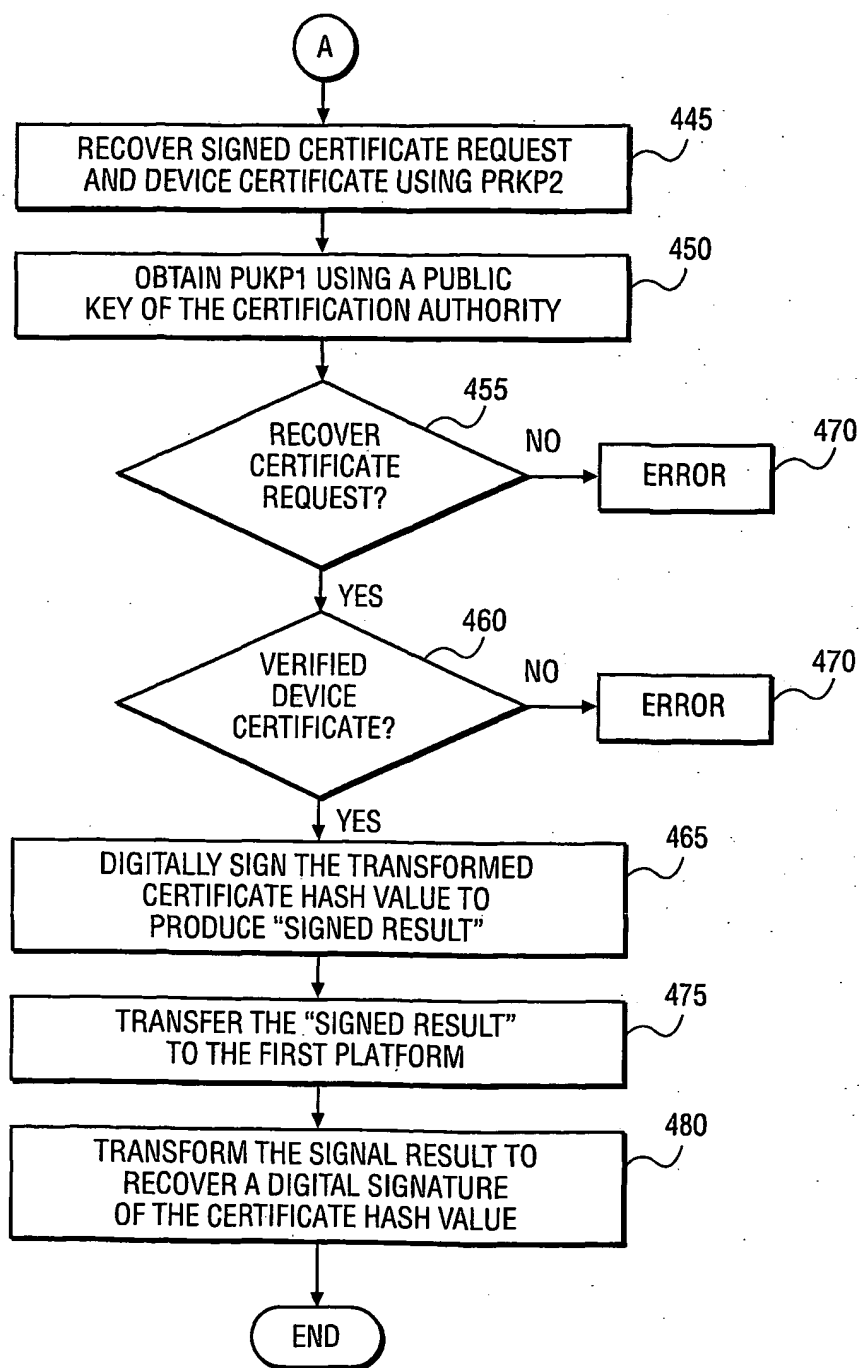 A
RECOVER SIGNED CERTIFICATE REQUEST
AND DEVICE CERTIFICATE USING PRKP2
445
OBTAIN PUKP1 USING A PUBLIC
KEY OF THE CERTIFICATION AUTHORITY
450
RECOVER
CERTIFICATE
REQUEST?
455
NO
ERROR
470
YES
VERIFIED
DEVICE
CERTIFICATE?
460
NO
ERROR
470
YES
DIGITALLY SIGN THE TRANSFORMED
CERTIFICATE HASH VALUE TO
PRODUCE “SIGNED RESULT”
465
TRANSFER THE “SIGNED RESULT”
TO THE FIRST PLATFORM
475
TRANSFORM THE SIGNAL RESULT TO
RECOVER A DIGITAL SIGNATURE
OF THE CERTIFICATE HASH VALUE
480
END